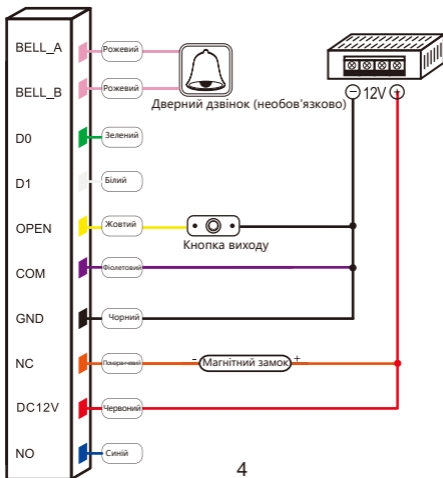 BELL_A
Рожевий
BELL_B
Рожевий
Дверний дзвінок (необов'язково)
− 12V +
D0
Зелений
D1
Білий
OPEN
Жовтий
Кнопка виходу
COM
Фіолетовий
GND
Чорний
NC
Помаранчевий
- Магнітний замок +
DC12V
Червоний
NO
Синій
4